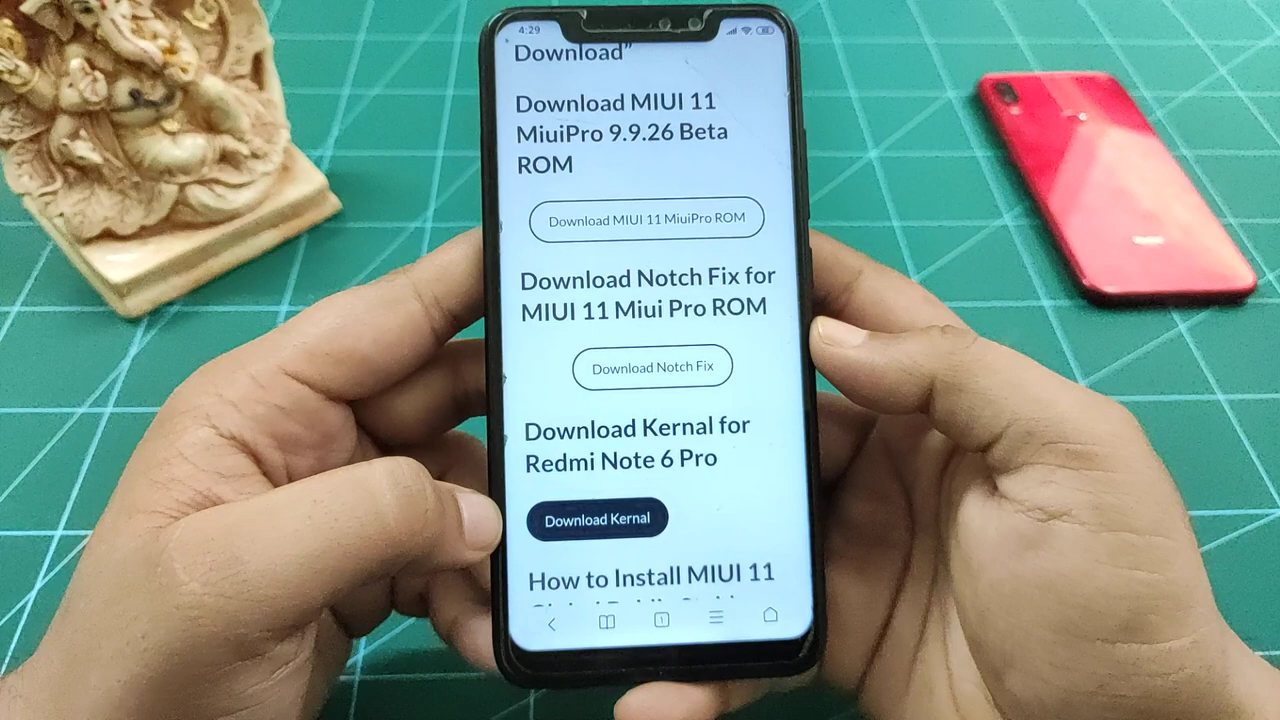 4:29
Download”
Download MIUI 11
MiuiPro 9.9.26 Beta
ROM
Download MIUI 11 MiuiPro ROM
Download Notch Fix for
MIUI 11 Miui Pro ROM
Download Notch Fix
Download Kernal for
Redmi Note 6 Pro
Download Kernal
How to Install MIUI 11
1